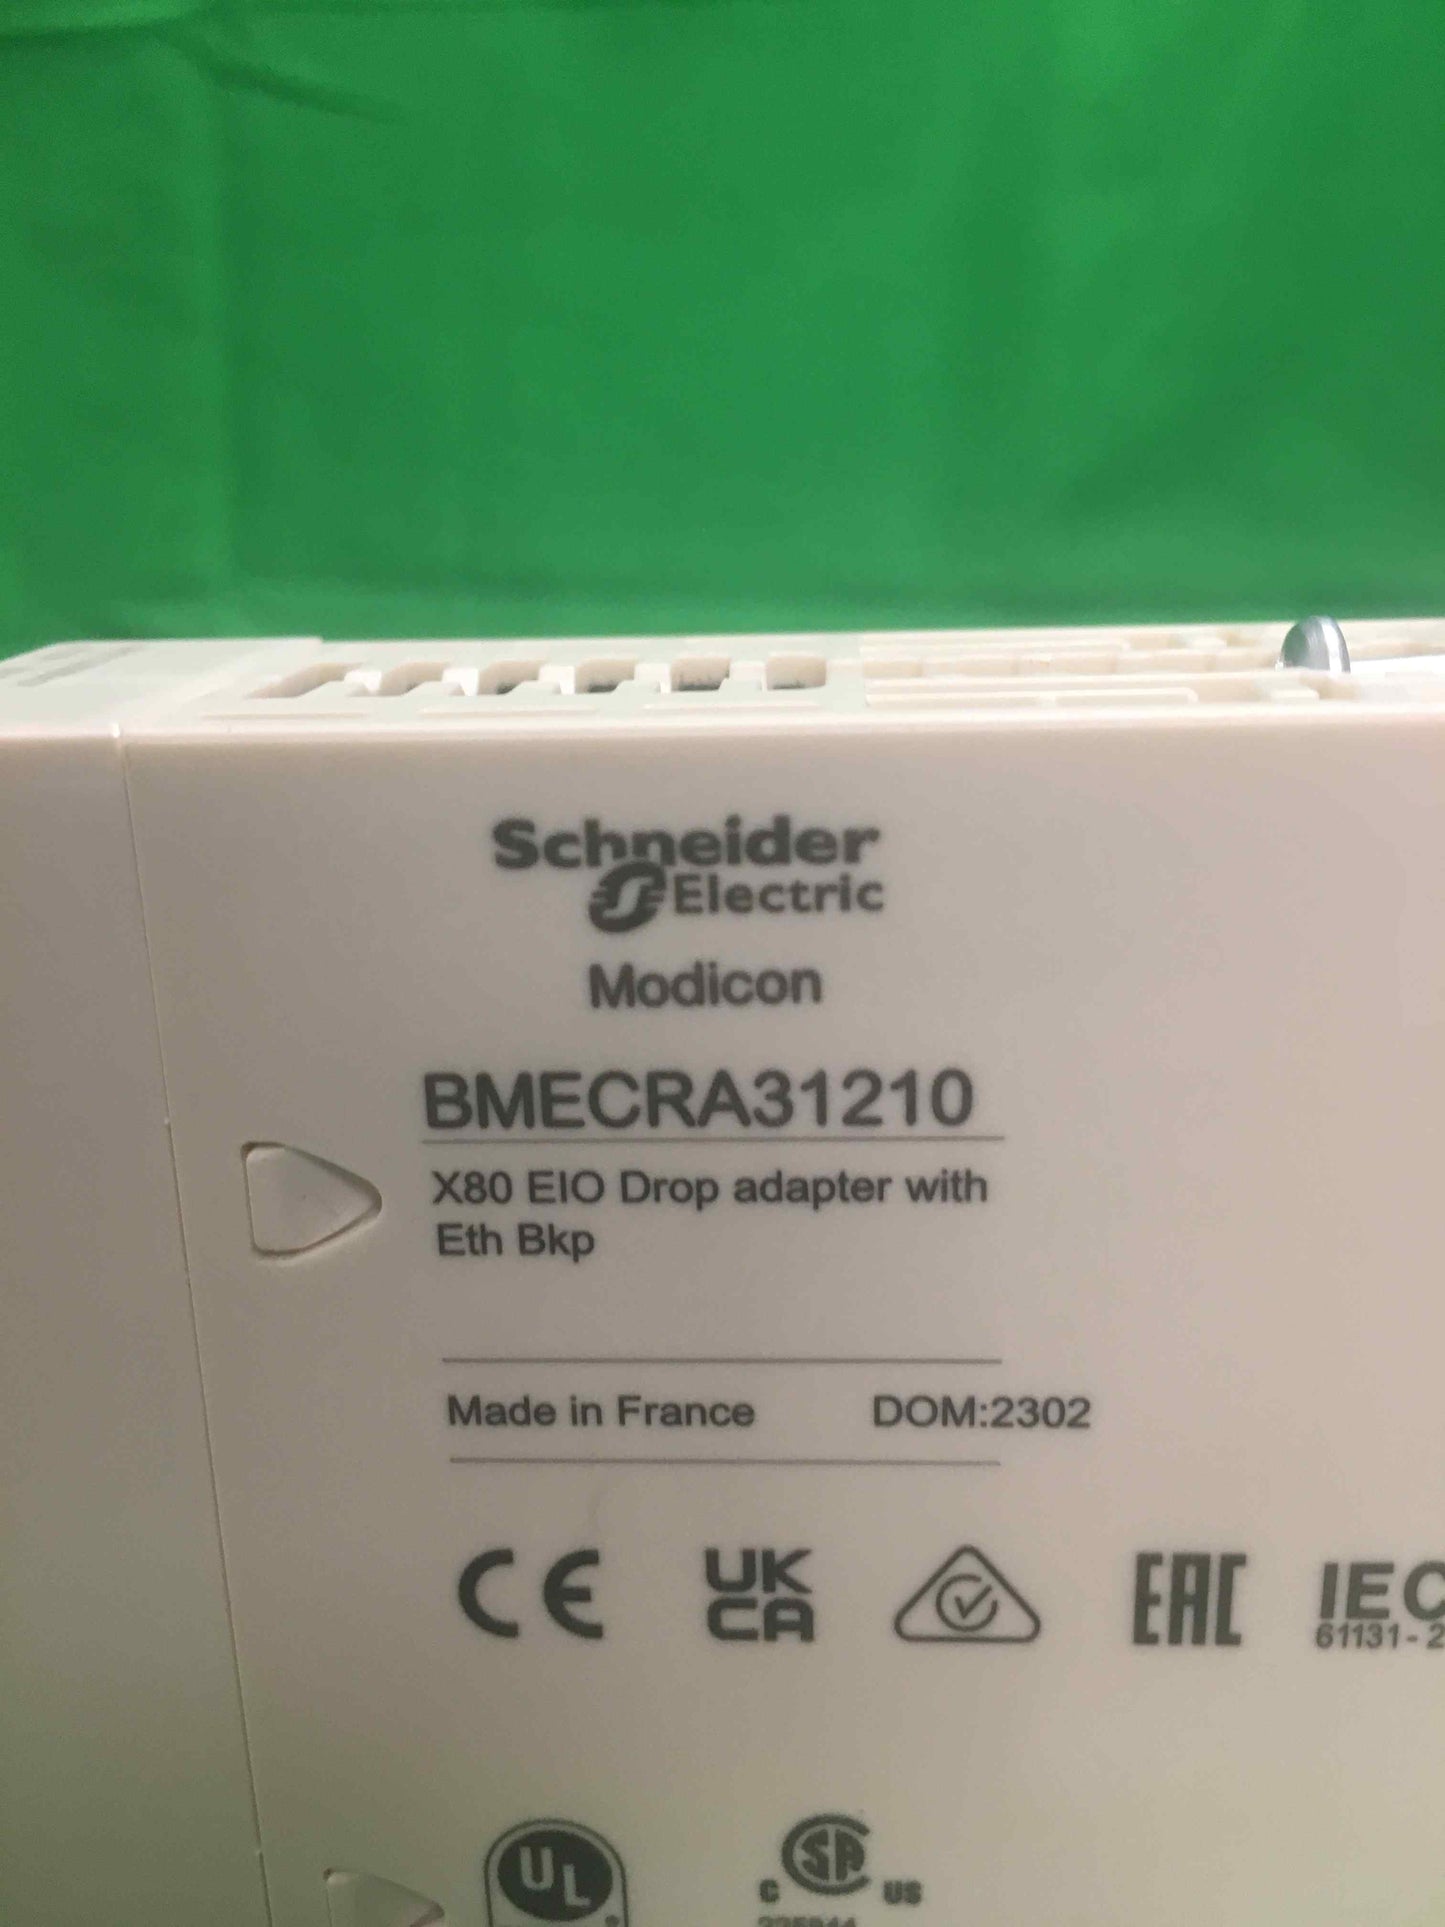 Schneider
Electric
Modicon
BMECRA31210
X80 EIO Drop adapter with
Eth Bkp
Made in France DOM:2302
CE UK CA EAC IEC
61131-2
UL
C SA US